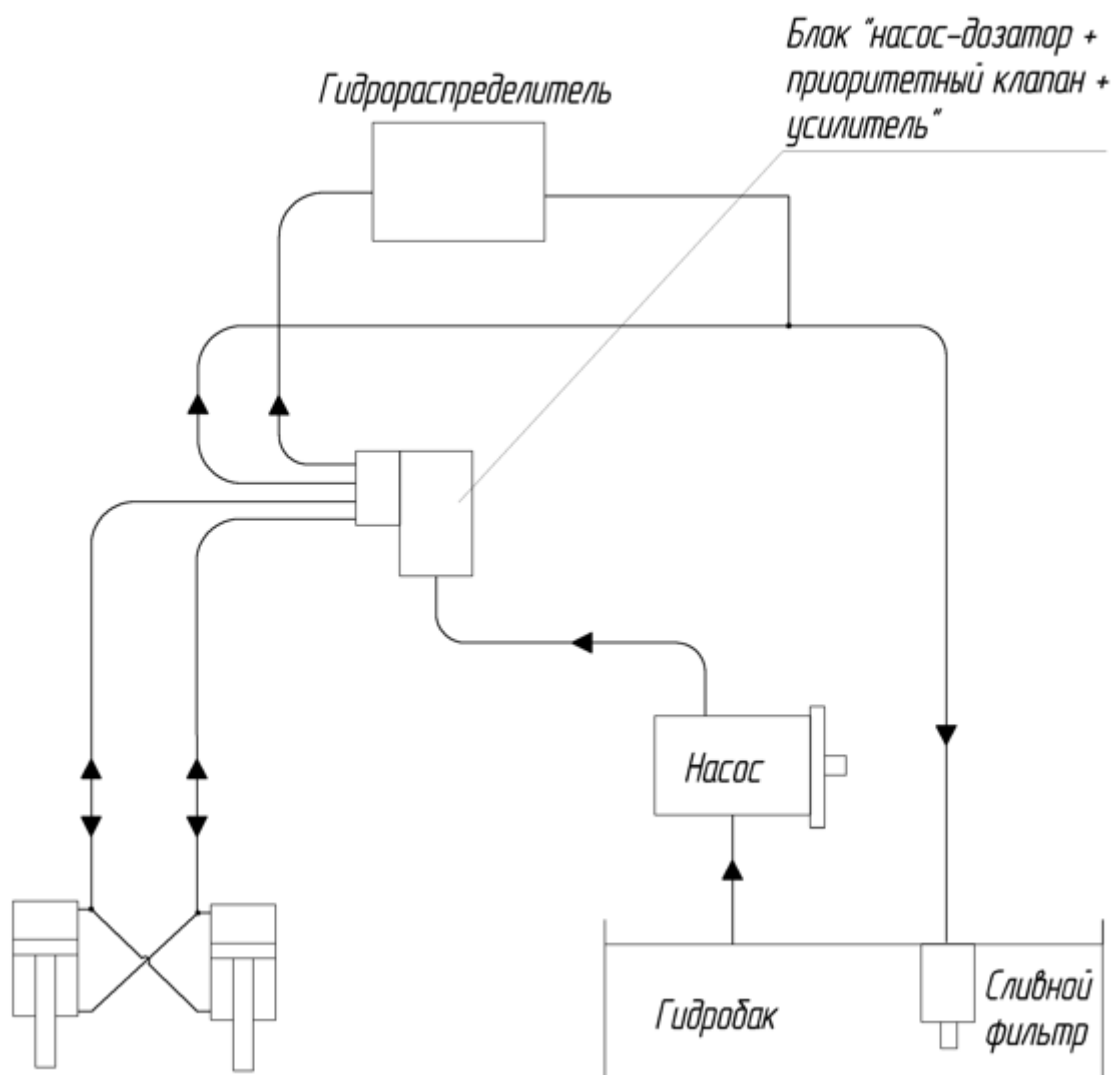 Блок "насос-дозатор +
приоритетный клапан +
усилитель"
Гидрораспределитель
Насос
Гидробак
Сливной
фильтр